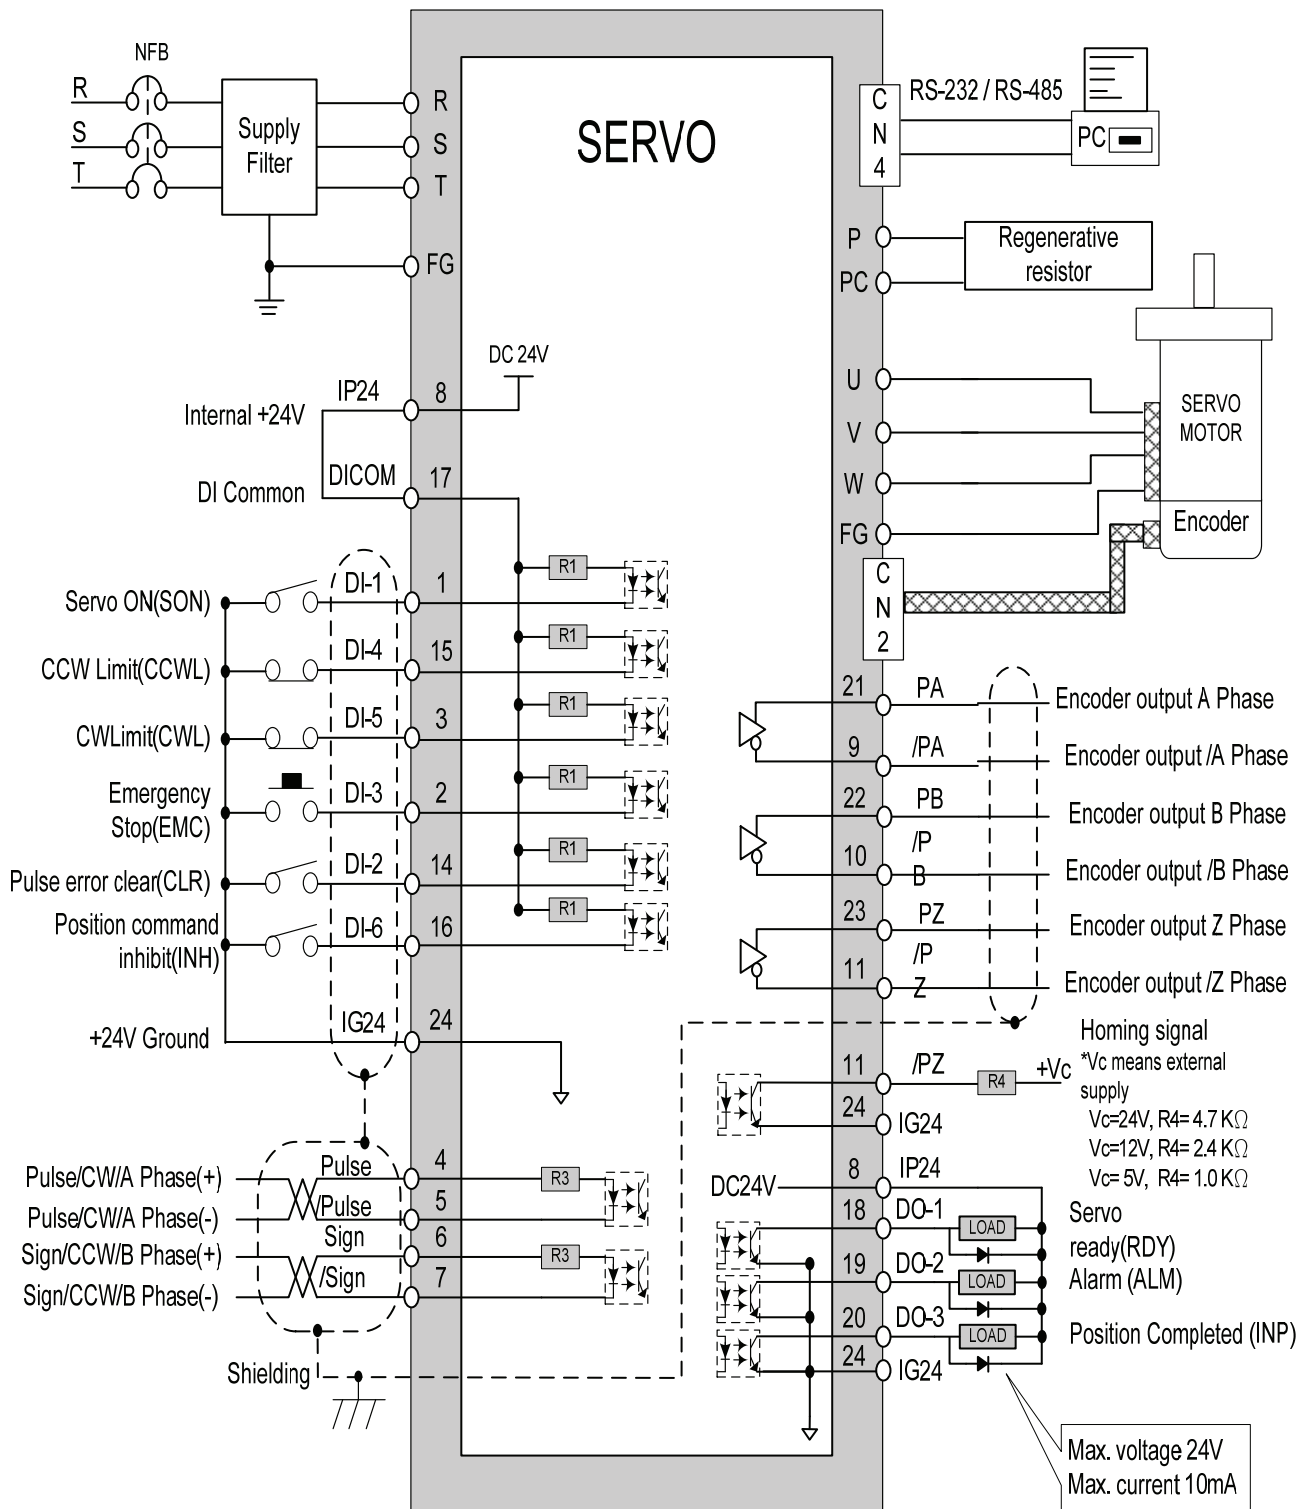 NFB
R
S
T
Supply
Filter
R
S
T
FG
SERVO
C
N
4
RS-232 / RS-485
PC
P
PC
Regenerative
resistor
U
V
W
FG
SERVO
MOTOR
Encoder
C
N
2
DC 24V
Internal +24V
IP24
8
DI Common
DICOM
17
R1
Servo ON(SON)
DI-1
1
R1
CCW Limit(CCWL)
DI-4
15
R1
CWLimit(CWL)
DI-5
3
R1
Emergency
Stop(EMC)
DI-3
2
R1
Pulse error clear(CLR)
DI-2
14
R1
Position command
inhibit(INH)
DI-6
16
+24V Ground
IG24
24
Pulse/CW/A Phase(+)
Pulse
4
R3
Pulse/CW/A Phase(-)
/Pulse
5
Sign/CCW/B Phase(+)
Sign
6
R3
Sign/CCW/B Phase(-)
/Sign
7
Shielding
21
PA
Encoder output A Phase
9
/PA
Encoder output /A Phase
22
PB
Encoder output B Phase
10
/P
B
Encoder output /B Phase
23
PZ
Encoder output Z Phase
11
/P
Z
Encoder output /Z Phase
11
/PZ
R4
+Vc
24
IG24
Homing signal
*Vc means external
supply
Vc=24V, R4= 4.7 KΩ
Vc=12V, R4= 2.4 KΩ
Vc= 5V, R4= 1.0 KΩ
DC24V
8
IP24
18
DO-1
LOAD
Servo
ready(RDY)
19
DO-2
LOAD
Alarm (ALM)
20
DO-3
LOAD
Position Completed (INP)
24
IG24
Max. voltage 24V
Max. current 10mA